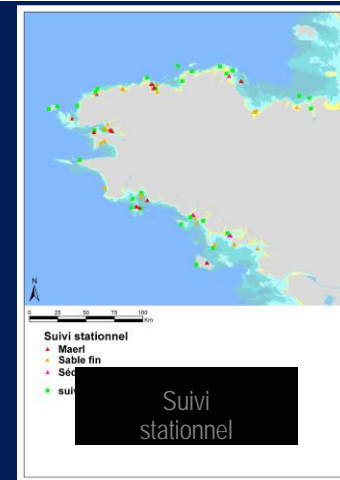 N
0 25 50 75 100
Km
Suivi stationnel
Maerl
Sable fin
Suivi
stationnel